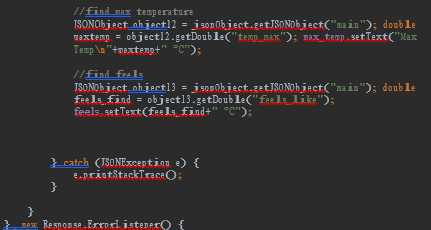 //find max temperature
JSONObject object12 = jsonObject.getJSONObject("main"); double
maxtemp = object12.getDouble("temp_max"); max_temp.setText("Max
Temp\n"+maxtemp+" °C");
//find feels
JSONObject object13 = jsonObject.getJSONObject("main"); double
feels_find = object13.getDouble("feels_like");
feels.setText(feels_find+" °C");
} catch (JSONException e) {
e.printStackTrace();
}
}
} new Response.ErrorListener() {